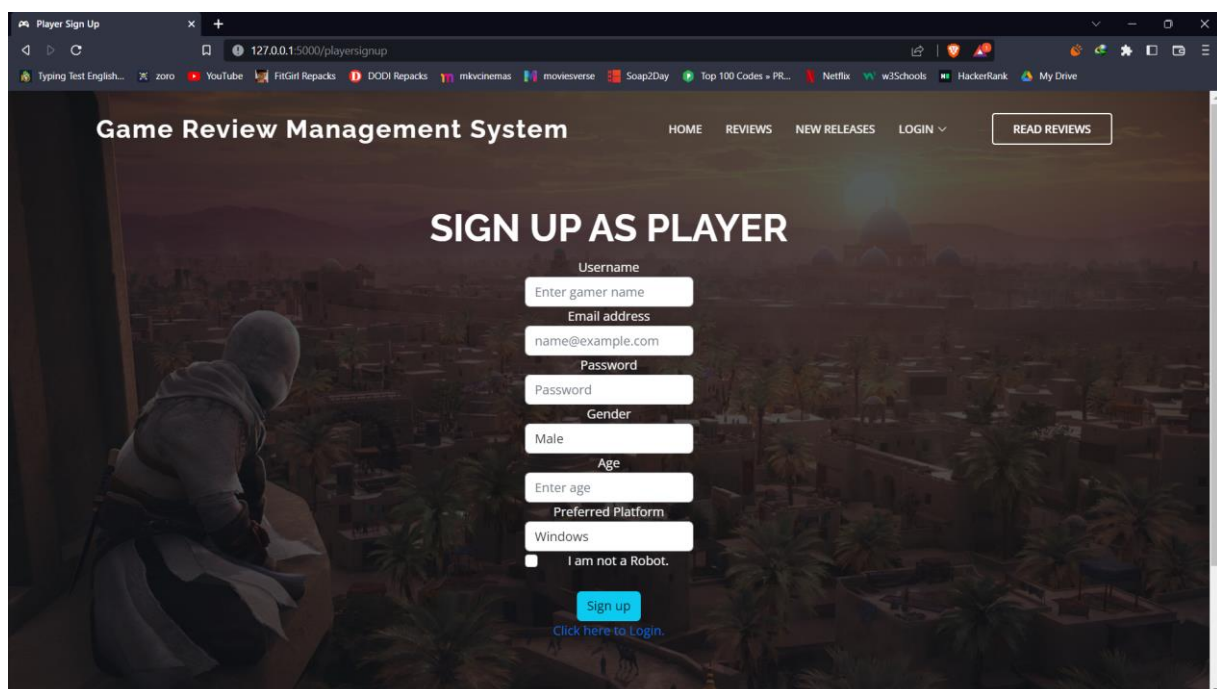 Player Sign Up
127.0.0.1:5000/playersignup
Typing Test English... zoro YouTube FitGirl Repacks DODI Repacks mkvcinemas moviesverse Soap2Day Top 100 Codes » PR... Netflix w3Schools HackerRank My Drive
Game Review Management System HOME REVIEWS NEW RELEASES LOGIN READ REVIEWS
SIGN UP AS PLAYER
Username
Enter gamer name
Email address
name@example.com
Password
Password
Gender
Male
Age
Enter age
Preferred Platform
Windows
I am not a Robot.
Sign up
Click here to Login.